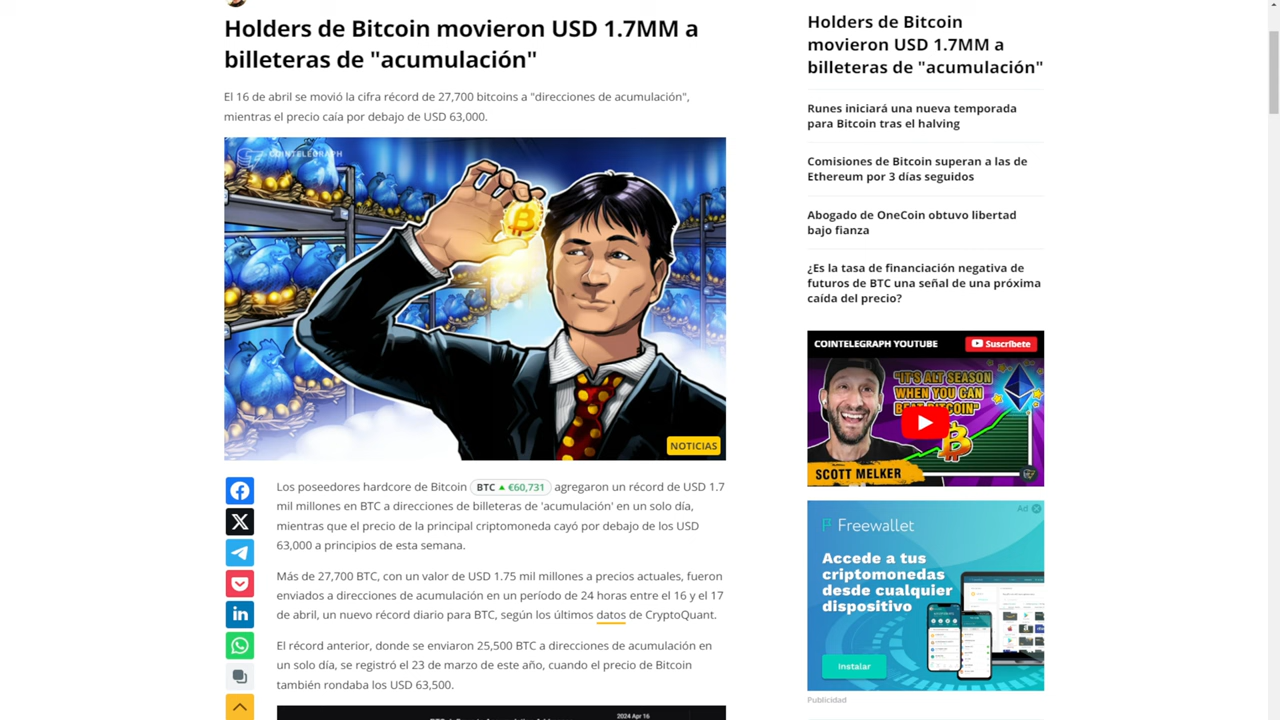 Holders de Bitcoin movieron USD 1.7MM a
billeteras de "acumulación"
El 16 de abril se movió la cifra récord de 27,700 bitcoins a "direcciones de acumulación",
mientras el precio caía por debajo de USD 63,000.
COINTELEGRAPH
NOTICIAS
Los poseedores hardcore de Bitcoin BTC €60,731 agregaron un récord de USD 1.7
mil millones en BTC a direcciones de billeteras de 'acumulación' en un solo día,
mientras que el precio de la principal criptomoneda cayó por debajo de los USD
63,000 a principios de esta semana.
Más de 27,700 BTC, con un valor de USD 1.75 mil millones a precios actuales, fueron
enviados a direcciones de acumulación en un período de 24 horas entre el 16 y el 17
de abril, un nuevo récord diario para BTC, según los últimos datos de CryptoQuant.
El récord anterior, donde se enviaron 25,500 BTC a direcciones de acumulación en
un solo día, se registró el 23 de marzo de este año, cuando el precio de Bitcoin
también rondaba los USD 63,500.
2024 Apr 16
Holders de Bitcoin
movieron USD 1.7MM a
billeteras de "acumulación"
Runes iniciará una nueva temporada
para Bitcoin tras el halving
Comisiones de Bitcoin superan a las de
Ethereum por 3 días seguidos
Abogado de OneCoin obtuvo libertad
bajo fianza
¿Es la tasa de financiación negativa de
futuros de BTC una señal de una próxima
caída del precio?
COINTELEGRAPH YOUTUBE
Suscríbete
"IT'S ALT SEASON
WHEN YOU CAN
BEAT BITCOIN"
SCOTT MELKER
Ad
Freewallet
Accede a tus
criptomonedas
desde cualquier
dispositivo
Instalar
Publicidad